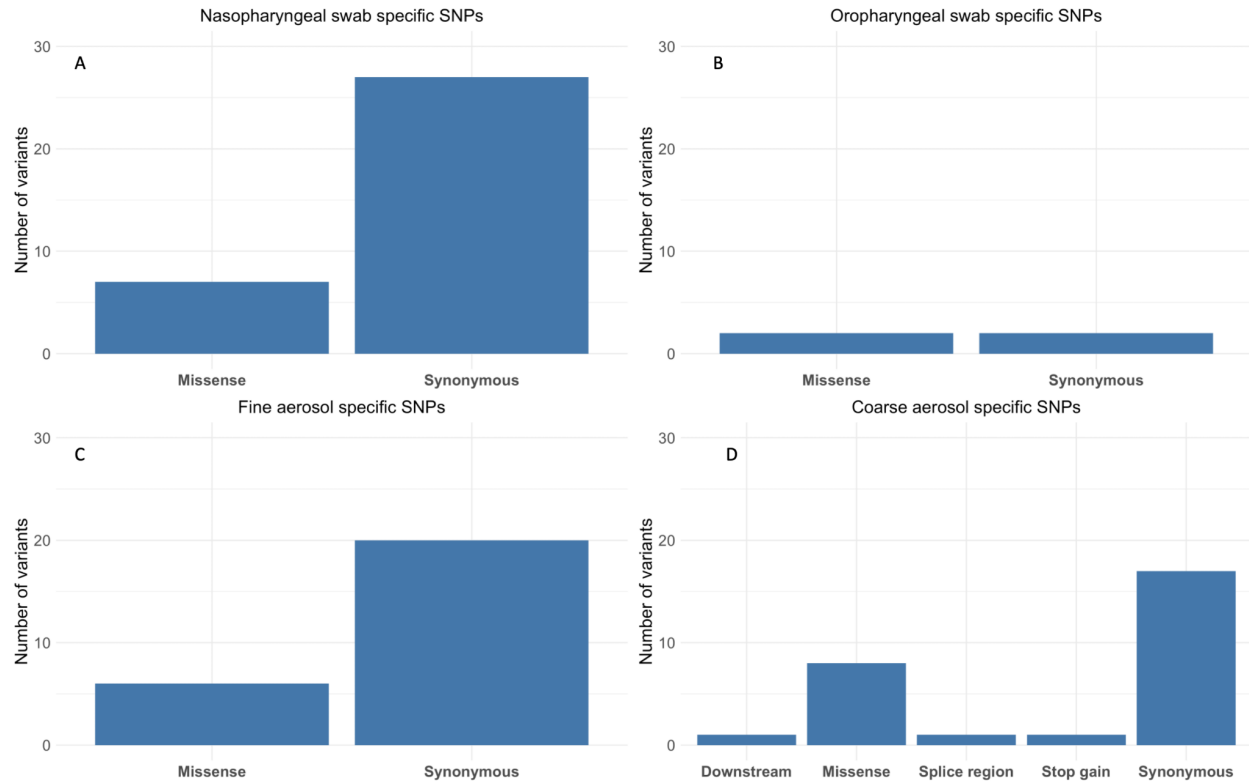 Nasopharyngeal swab specific SNPs
A
Number of variants
30
20
10
0
Missense Synonymous
Oropharyngeal swab specific SNPs
B
Number of variants
30
20
10
0
Missense Synonymous
Fine aerosol specific SNPs
C
Number of variants
30
20
10
0
Missense Synonymous
Coarse aerosol specific SNPs
D
Number of variants
30
20
10
0
Downstream Missense Splice region Stop gain Synonymous